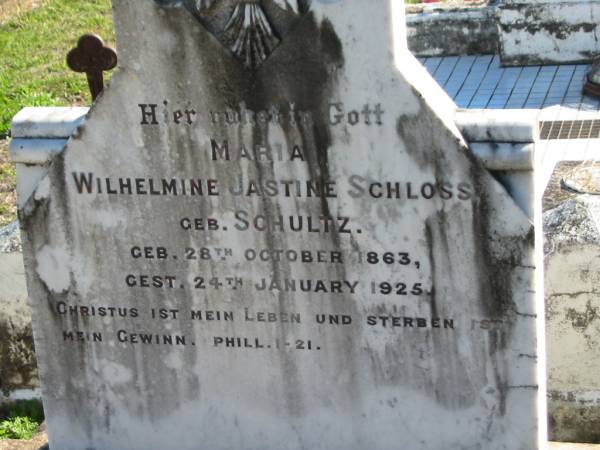 Hier ruhet in Gott
MARIA
WILHELMINE JASTINE SCHLOSS
GEB. SCHULTZ.
GEB. 28TH OCTOBER 1863,
GEST. 24TH JANUARY 1925.
CHRISTUS IST MEIN LEBEN UND STERBEN IST
MEIN GEWINN. PHILL. 1-21.